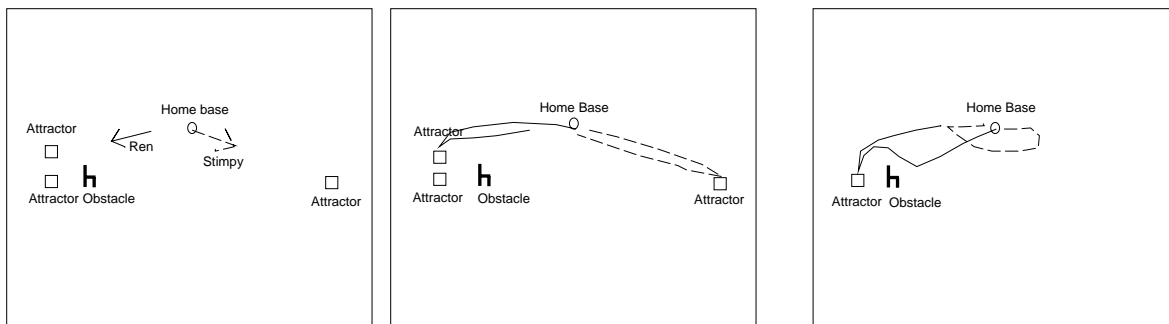 Home base
Attractor
Ren
Stimpy
Attractor Obstacle
Attractor
Home Base
Attractor
Attractor
Obstacle
Attractor
Home Base
Attractor
Obstacle